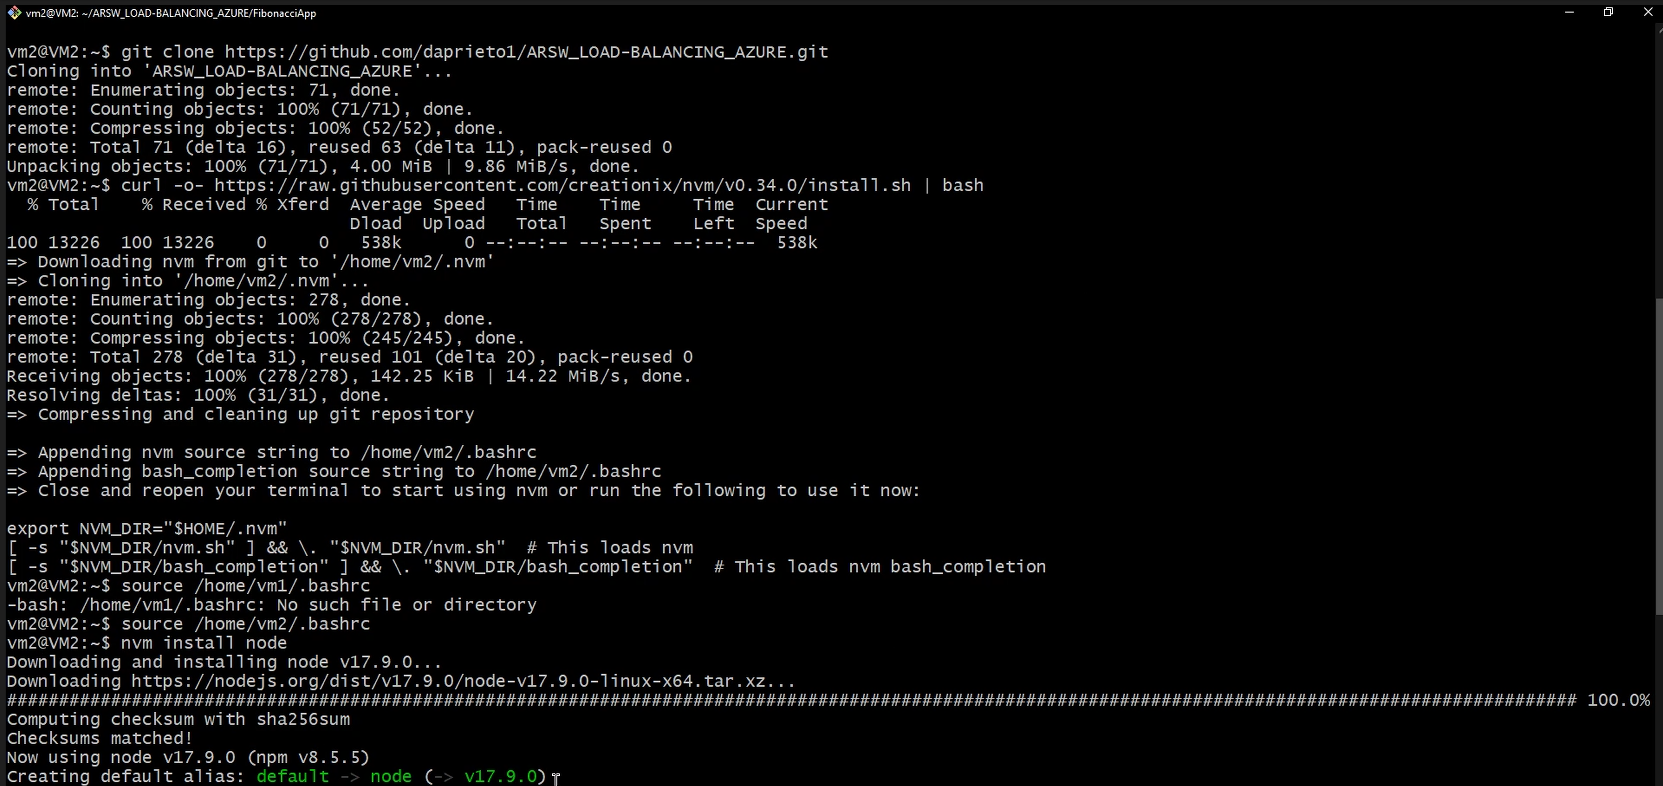 vm2@VM2: ~/ARSW_LOAD-BALANCING_AZURE/FibonacciApp
vm2@VM2:~$ git clone https://github.com/daprieto1/ARSW_LOAD-BALANCING_AZURE.git
Cloning into 'ARSW_LOAD-BALANCING_AZURE'...
remote: Enumerating objects: 71, done.
remote: Counting objects: 100% (71/71), done.
remote: Compressing objects: 100% (52/52), done.
remote: Total 71 (delta 16), reused 63 (delta 11), pack-reused 0
Unpacking objects: 100% (71/71), 4.00 MiB | 9.86 MiB/s, done.
vm2@VM2:~$ curl -o- https://raw.githubusercontent.com/creationix/nvm/v0.34.0/install.sh | bash
  % Total    % Received % Xferd  Average Speed   Time    Time     Time  Current
                                 Dload  Upload   Total   Spent    Left  Speed
100 13226  100 13226    0     0   538k      0 --:--:-- --:--:-- --:--:--  538k
=> Downloading nvm from git to '/home/vm2/.nvm'
=> Cloning into '/home/vm2/.nvm'...
remote: Enumerating objects: 278, done.
remote: Counting objects: 100% (278/278), done.
remote: Compressing objects: 100% (245/245), done.
remote: Total 278 (delta 31), reused 101 (delta 20), pack-reused 0
Receiving objects: 100% (278/278), 142.25 KiB | 14.22 MiB/s, done.
Resolving deltas: 100% (31/31), done.
=> Compressing and cleaning up git repository
=> Appending nvm source string to /home/vm2/.bashrc
=> Appending bash_completion source string to /home/vm2/.bashrc
=> Close and reopen your terminal to start using nvm or run the following to use it now:
export NVM_DIR="$HOME/.nvm"
[ -s "$NVM_DIR/nvm.sh" ] && \. "$NVM_DIR/nvm.sh"  # This loads nvm
[ -s "$NVM_DIR/bash_completion" ] && \. "$NVM_DIR/bash_completion"  # This loads nvm bash_completion
vm2@VM2:~$ source /home/vm1/.bashrc
-bash: /home/vm1/.bashrc: No such file or directory
vm2@VM2:~$ source /home/vm2/.bashrc
vm2@VM2:~$ nvm install node
Downloading and installing node v17.9.0...
Downloading https://nodejs.org/dist/v17.9.0/node-v17.9.0-linux-x64.tar.xz...
####################################################################################################################################################### 100.0%
Computing checksum with sha256sum
Checksums matched!
Now using node v17.9.0 (npm v8.5.5)
Creating default alias: default -> node (-> v17.9.0)